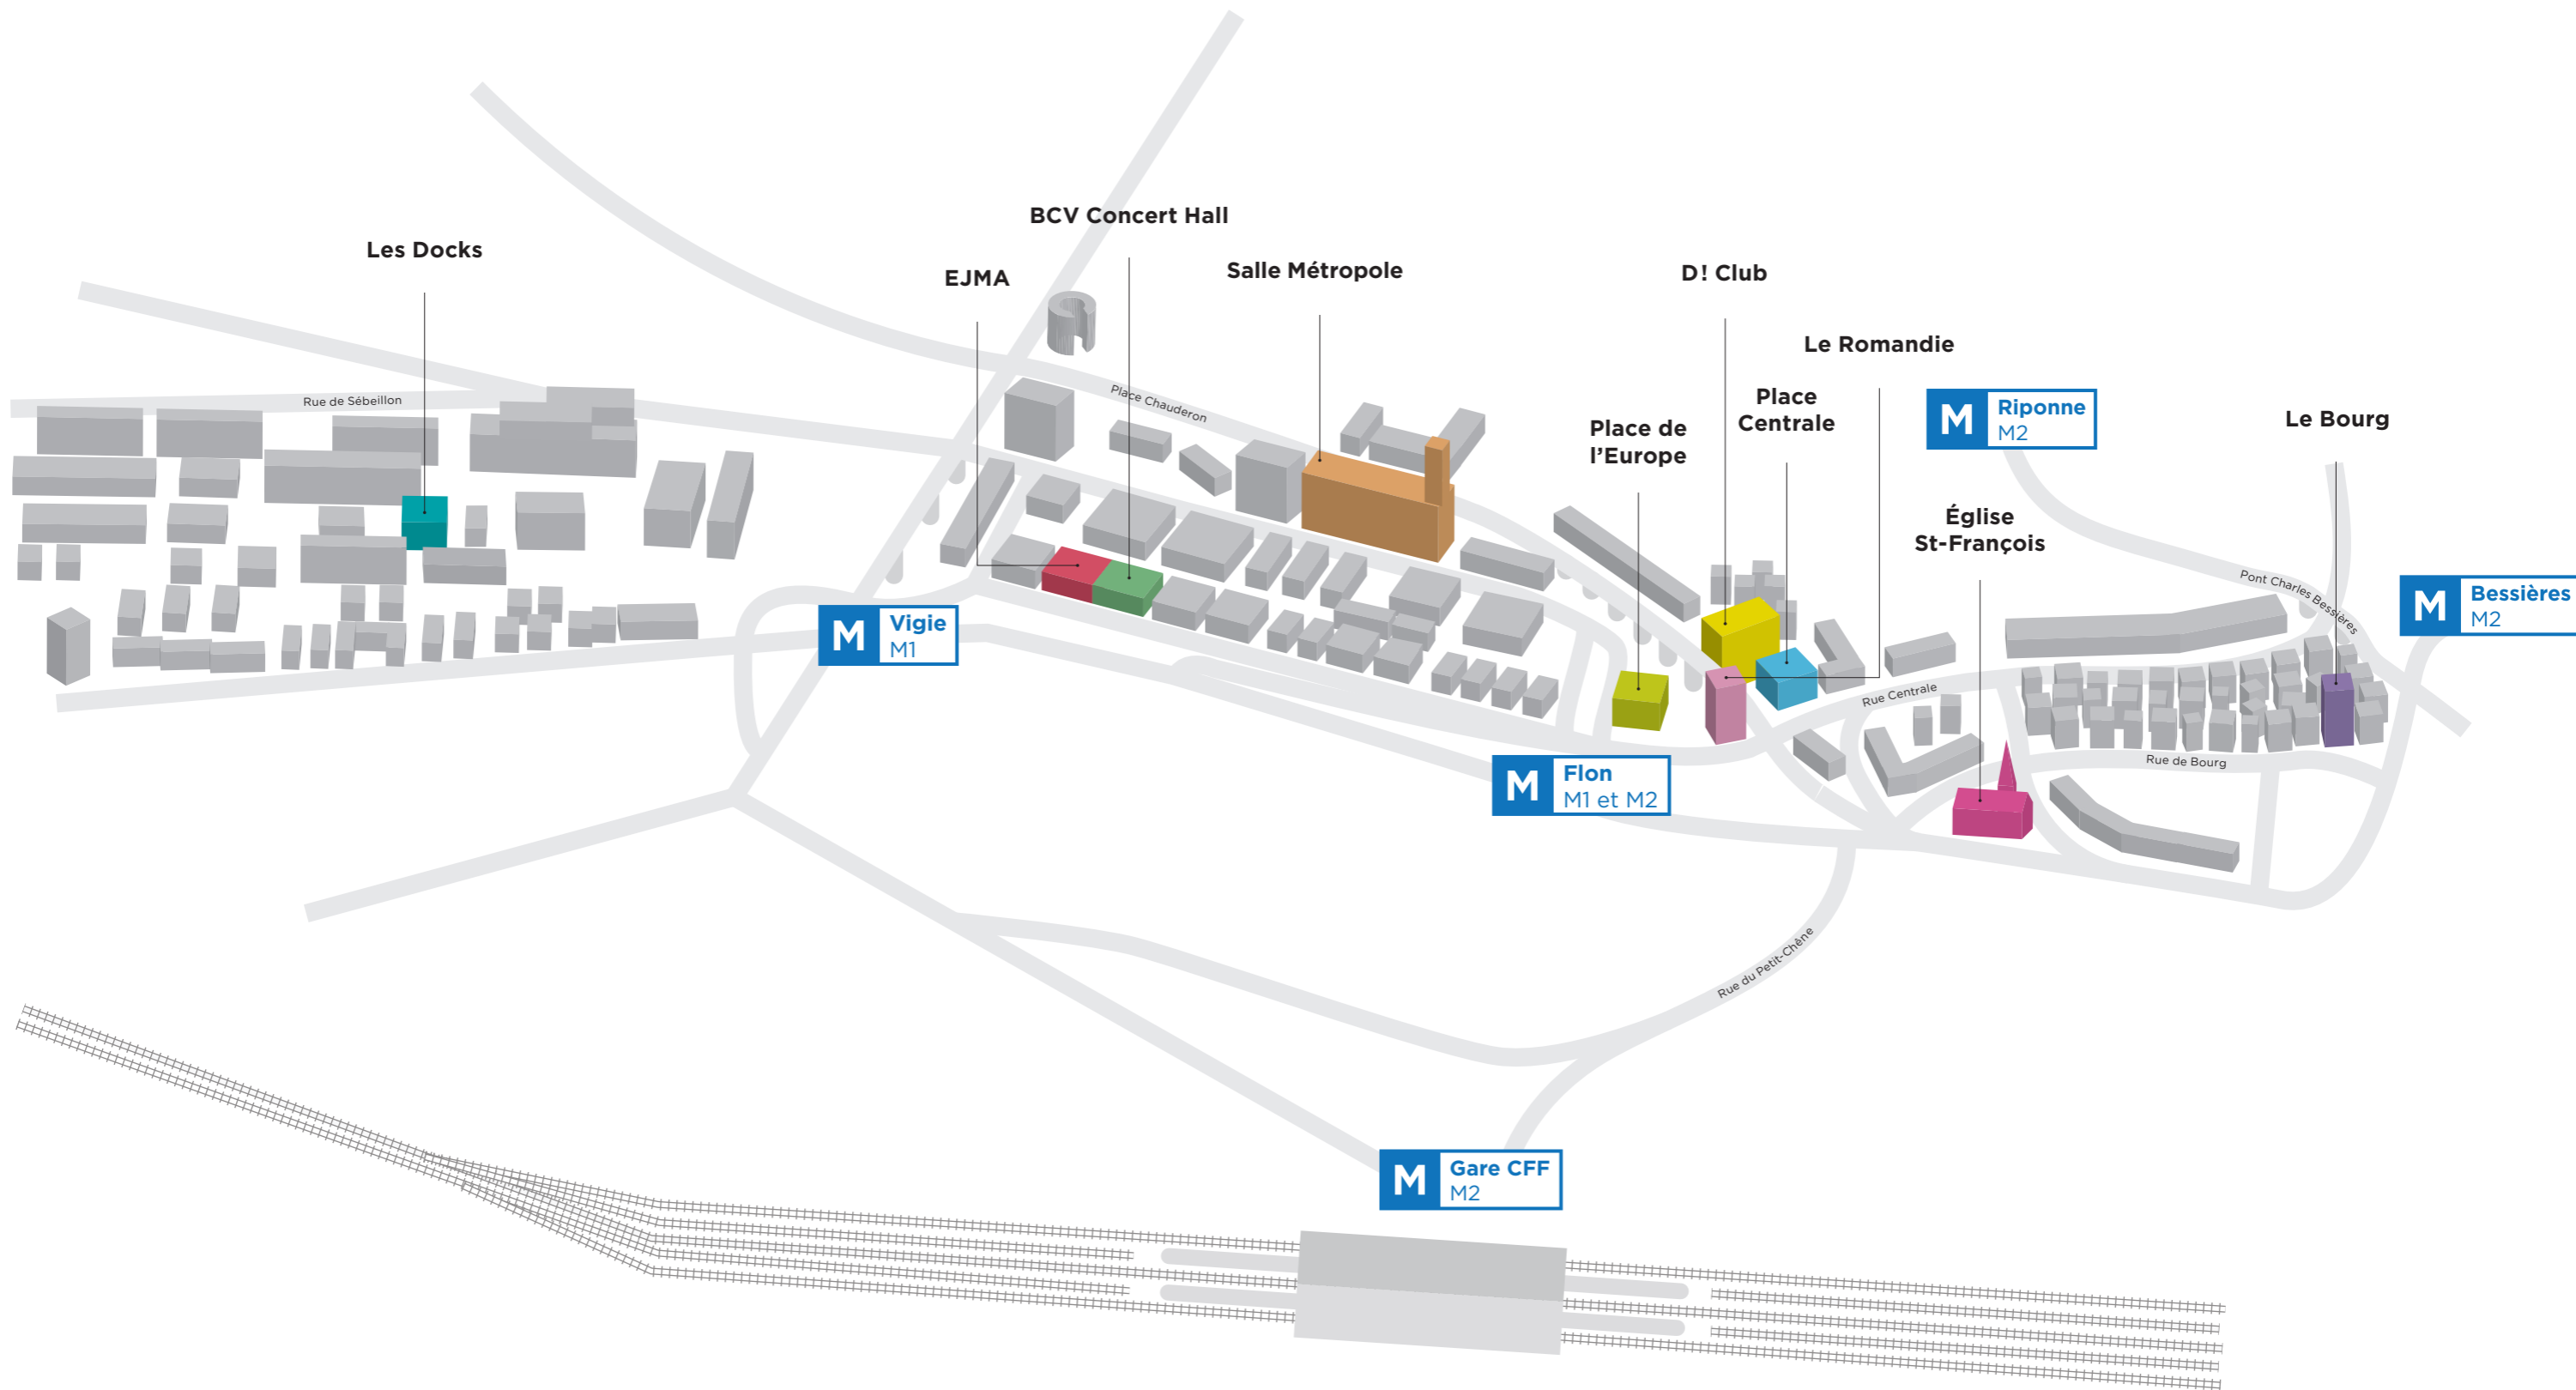 BCV Concert Hall
Les Docks
EJMA
Salle Métropole
D! Club
Le Romandie
Place
Centrale
Place de
l'Europe
M
Riponne
M2
Le Bourg
Église
St-François
Rue de Sébeillon
Place Chauderon
Pont Charles Bessières
M
Bessières
M2
M
Vigie
M1
Rue Centrale
Rue de Bourg
M
Flon
M1 et M2
Rue du Petit-Chêne
M
Gare CFF
M2